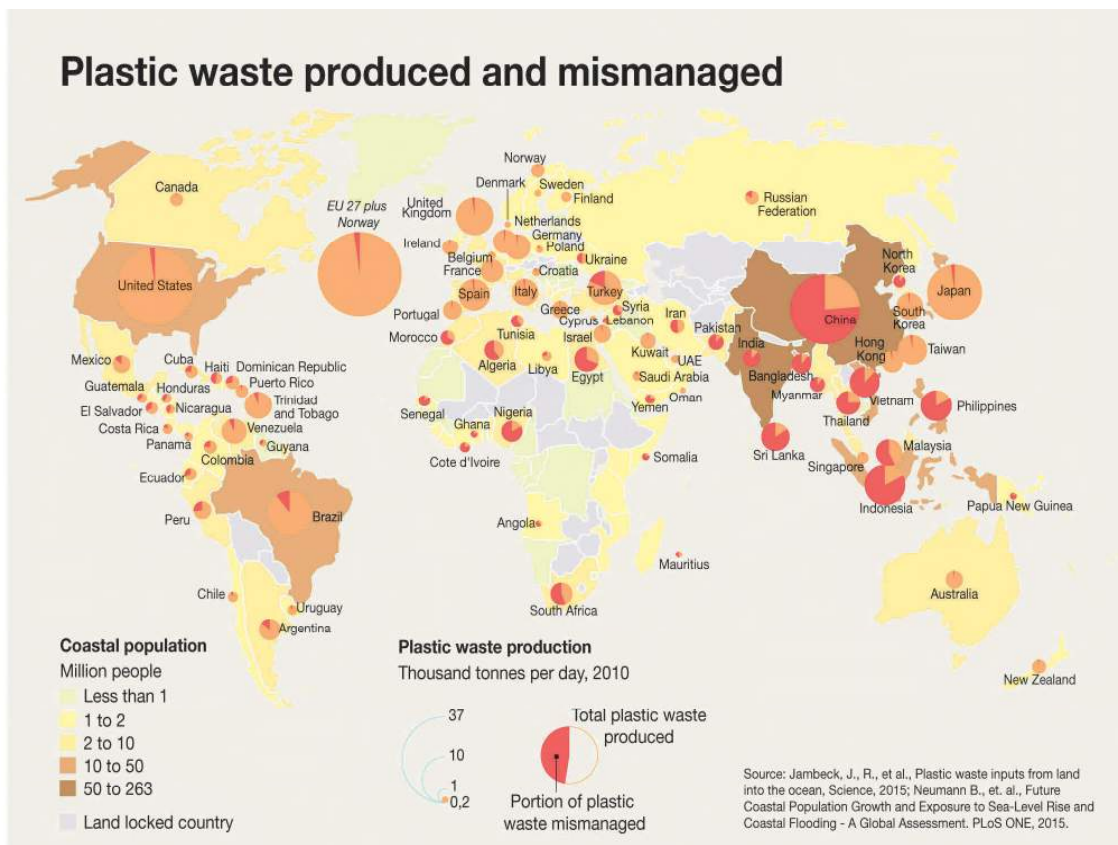 Plastic waste produced and mismanaged
Norway
Denmark
Sweden
Finland
Canada
EU 27 plus
Norway
United
Kingdom
Netherlands
Germany
Poland
Russian
Federation
Ireland
Belgium
France
Ukraine
Croatia
North
Korea
United States
Spain
Italy
Turkey
Japan
Portugal
Greece
Syria
Cyprus
Lebanon
Iran
China
South
Korea
Morocco
Tunisia
Israel
Pakistan
India
Hong
Kong
Taiwan
Mexico
Cuba
Haiti
Dominican Republic
Puerto Rico
Algeria
Libya
Egypt
Kuwait
UAE
Saudi Arabia
Oman
Bangladesh
Myanmar
Vietnam
Guatemala
Honduras
Trinidad
and Tobago
El Salvador
Nicaragua
Senegal
Nigeria
Yemen
Thailand
Philippines
Costa Rica
Panama
Venezuela
Guyana
Ghana
Cote d'Ivoire
Somalia
Sri Lanka
Malaysia
Singapore
Colombia
Ecuador
Indonesia
Papua New Guinea
Peru
Brazil
Angola
Mauritius
Chile
Uruguay
Argentina
South Africa
Australia
New Zealand
Coastal population
Million people
Less than 1
1 to 2
2 to 10
10 to 50
50 to 263
Land locked country
Plastic waste production
Thousand tonnes per day, 2010
37
10
1
0,2
Total plastic waste
produced
Portion of plastic
waste mismanaged
Source: Jambeck, J., R., et al., Plastic waste inputs from land
into the ocean, Science, 2015; Neumann B., et. al., Future
Coastal Population Growth and Exposure to Sea-Level Rise and
Coastal Flooding - A Global Assessment. PLoS ONE, 2015.